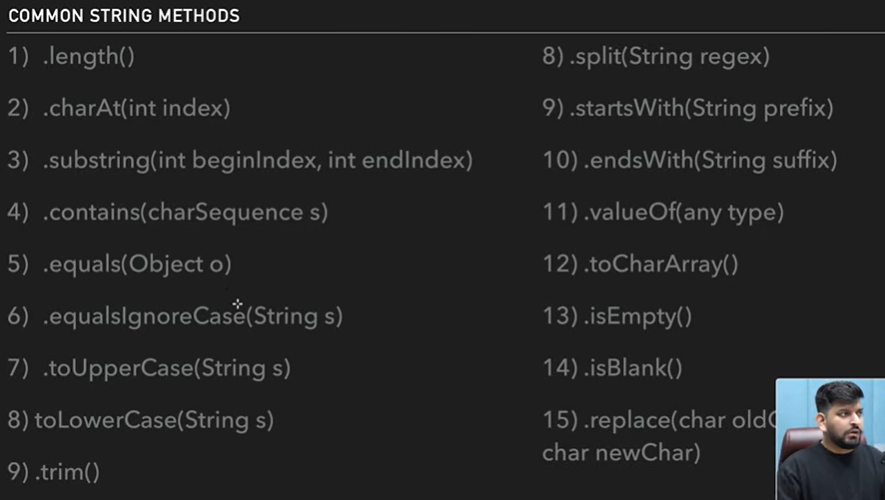 COMMON STRING METHODS
1) .length()
2) .charAt(int index)
3) .substring(int beginIndex, int endIndex)
4) .contains(charSequence s)
5) .equals(Object o)
6) .equalsIgnoreCase(String s)
7) .toUpperCase(String s)
8) toLowerCase(String s)
9) .trim()
8) .split(String regex)
9) .startsWith(String prefix)
10) .endsWith(String suffix)
11) .valueOf(any type)
12) .toCharArray()
13) .isEmpty()
14) .isBlank()
15) .replace(char
char newChar)